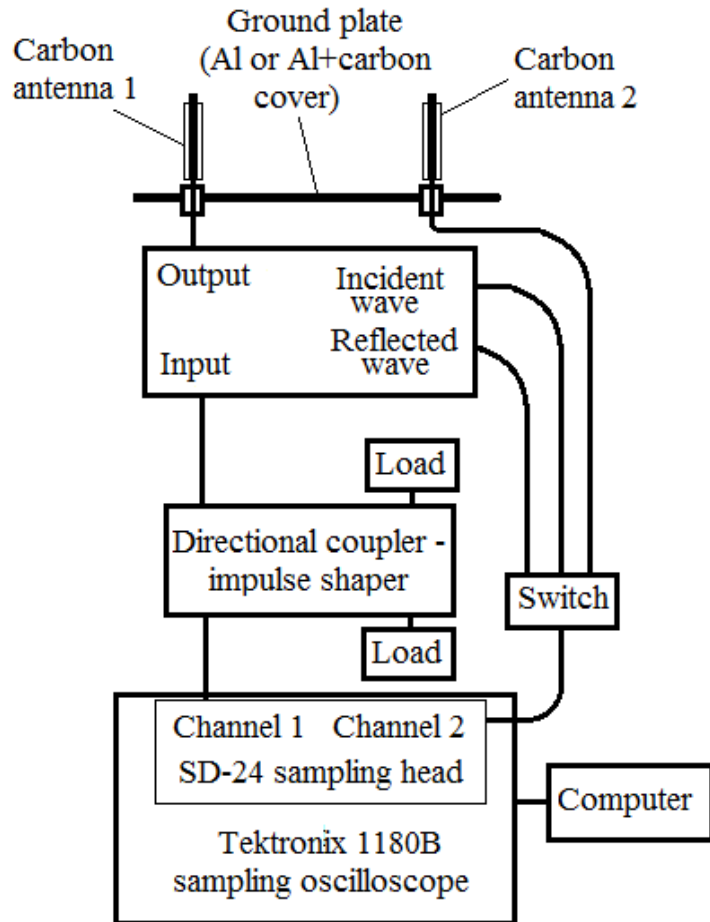 Carbon
antenna 1
Ground plate
(Al or Al+carbon
cover)
Carbon
antenna 2
Output
Incident
wave
Reflected
wave
Input
Load
Directional coupler -
impulse shaper
Load
Switch
Channel 1
Channel 2
SD-24 sampling head
Computer
Tektronix 1180B
sampling oscilloscope